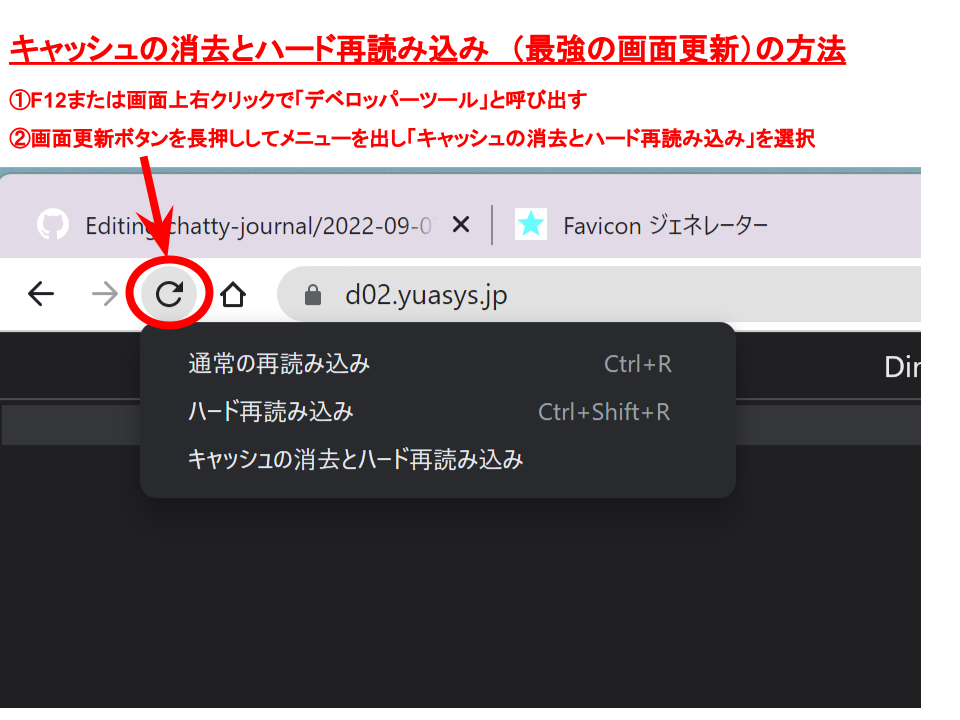 キャッシュの消去とハード再読み込み （最強の画面更新）の方法
①F12または画面上右クリックで「デベロッパーツール」と呼び出す
②画面更新ボタンを長押ししてメニューを出し「キャッシュの消去とハード再読み込み」を選択
Editing chatty-journal/2022-09-0
Favicon ジェネレーター
d02.yuasys.jp
通常の再読み込み Ctrl+R
Dir
ハード再読み込み Ctrl+Shift+R
キャッシュの消去とハード再読み込み